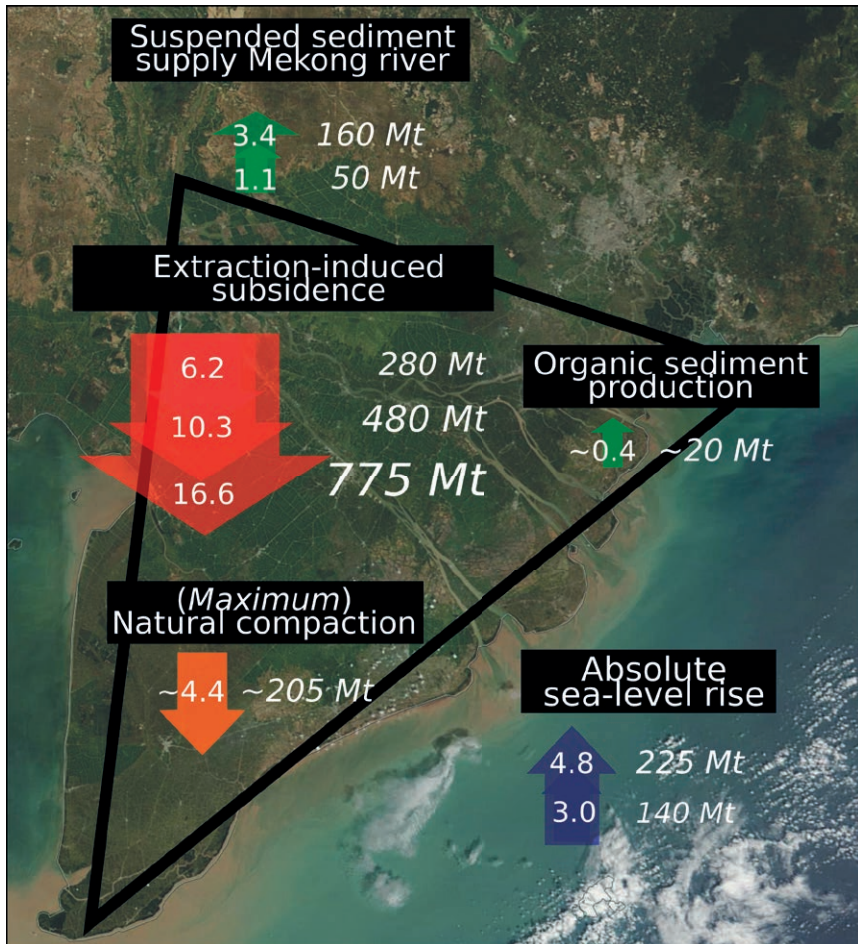 Suspended sediment
supply Mekong river
3.4 160 Mt
1.1 50 Mt
Extraction-induced
subsidence
6.2 280 Mt
10.3 480 Mt
16.6 775 Mt
Organic sediment
production
~0.4 ~20 Mt
(Maximum)
Natural compaction
~4.4 ~205 Mt
Absolute
sea-level rise
4.8 225 Mt
3.0 140 Mt